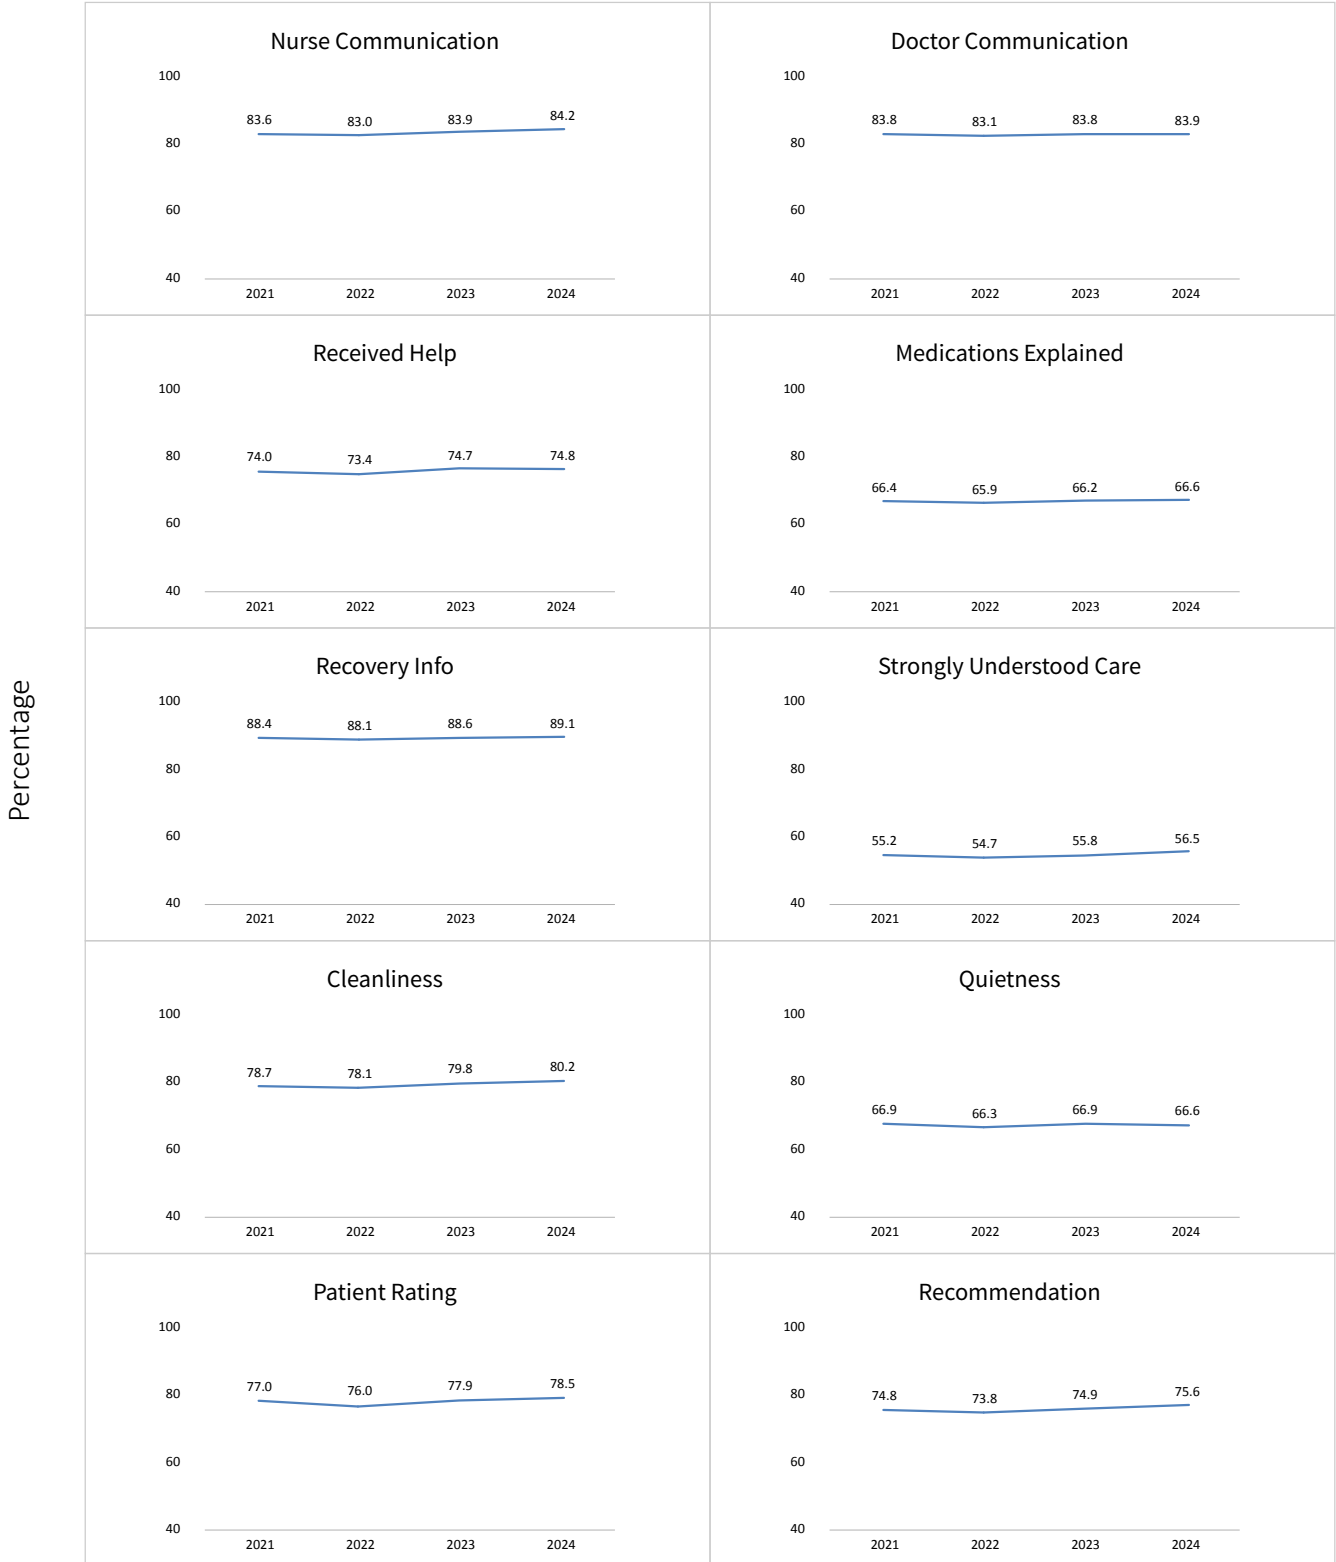 Percentage
Nurse Communication
100
80
60
40
83.6 83.0 83.9 84.2
2021 2022 2023 2024
Doctor Communication
100
80
60
40
83.8 83.1 83.8 83.9
2021 2022 2023 2024
Received Help
100
80
60
40
74.0 73.4 74.7 74.8
2021 2022 2023 2024
Medications Explained
100
80
60
40
66.4 65.9 66.2 66.6
2021 2022 2023 2024
Recovery Info
100
80
60
40
88.4 88.1 88.6 89.1
2021 2022 2023 2024
Strongly Understood Care
100
80
60
40
55.2 54.7 55.8 56.5
2021 2022 2023 2024
Cleanliness
100
80
60
40
78.7 78.1 79.8 80.2
2021 2022 2023 2024
Quietness
100
80
60
40
66.9 66.3 66.9 66.6
2021 2022 2023 2024
Patient Rating
100
80
60
40
77.0 76.0 77.9 78.5
2021 2022 2023 2024
Recommendation
100
80
60
40
74.8 73.8 74.9 75.6
2021 2022 2023 2024